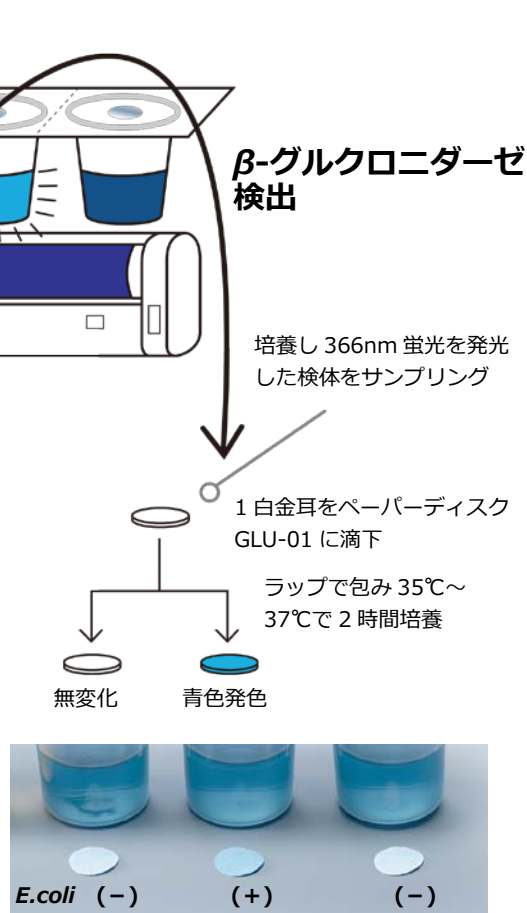 β-グルクロニダーゼ
検出
培養し 366nm 蛍光を発光
した検体をサンプリング
1 白金耳をペーパーディスク
GLU-01 に滴下
ラップで包み 35℃～
37℃で 2 時間培養
無変化 青色発色
E.coli （−） （+） （−）